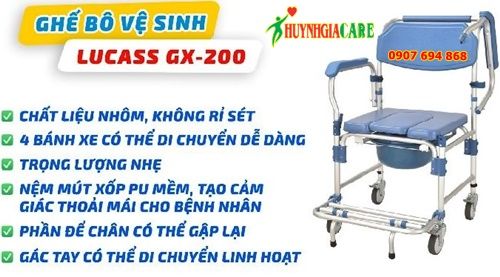 GHẾ BÔ VỆ SINH
LUCASS GX-200
HUYNHGIACARE
0907 694 868
CHẤT LIỆU NHÔM, KHÔNG RỈ SÉT
4 BÁNH XE CÓ THỂ DI CHUYỂN DỄ DÀNG
TRỌNG LƯỢNG NHẸ
NỆM MÚT XỐP PU MỀM, TẠO CẢM
GIÁC THOẢI MÁI CHO BỆNH NHÂN
PHẦN ĐỂ CHÂN CÓ THỂ GẬP LẠI
GÁC TAY CÓ THỂ DI CHUYỂN LINH HOẠT